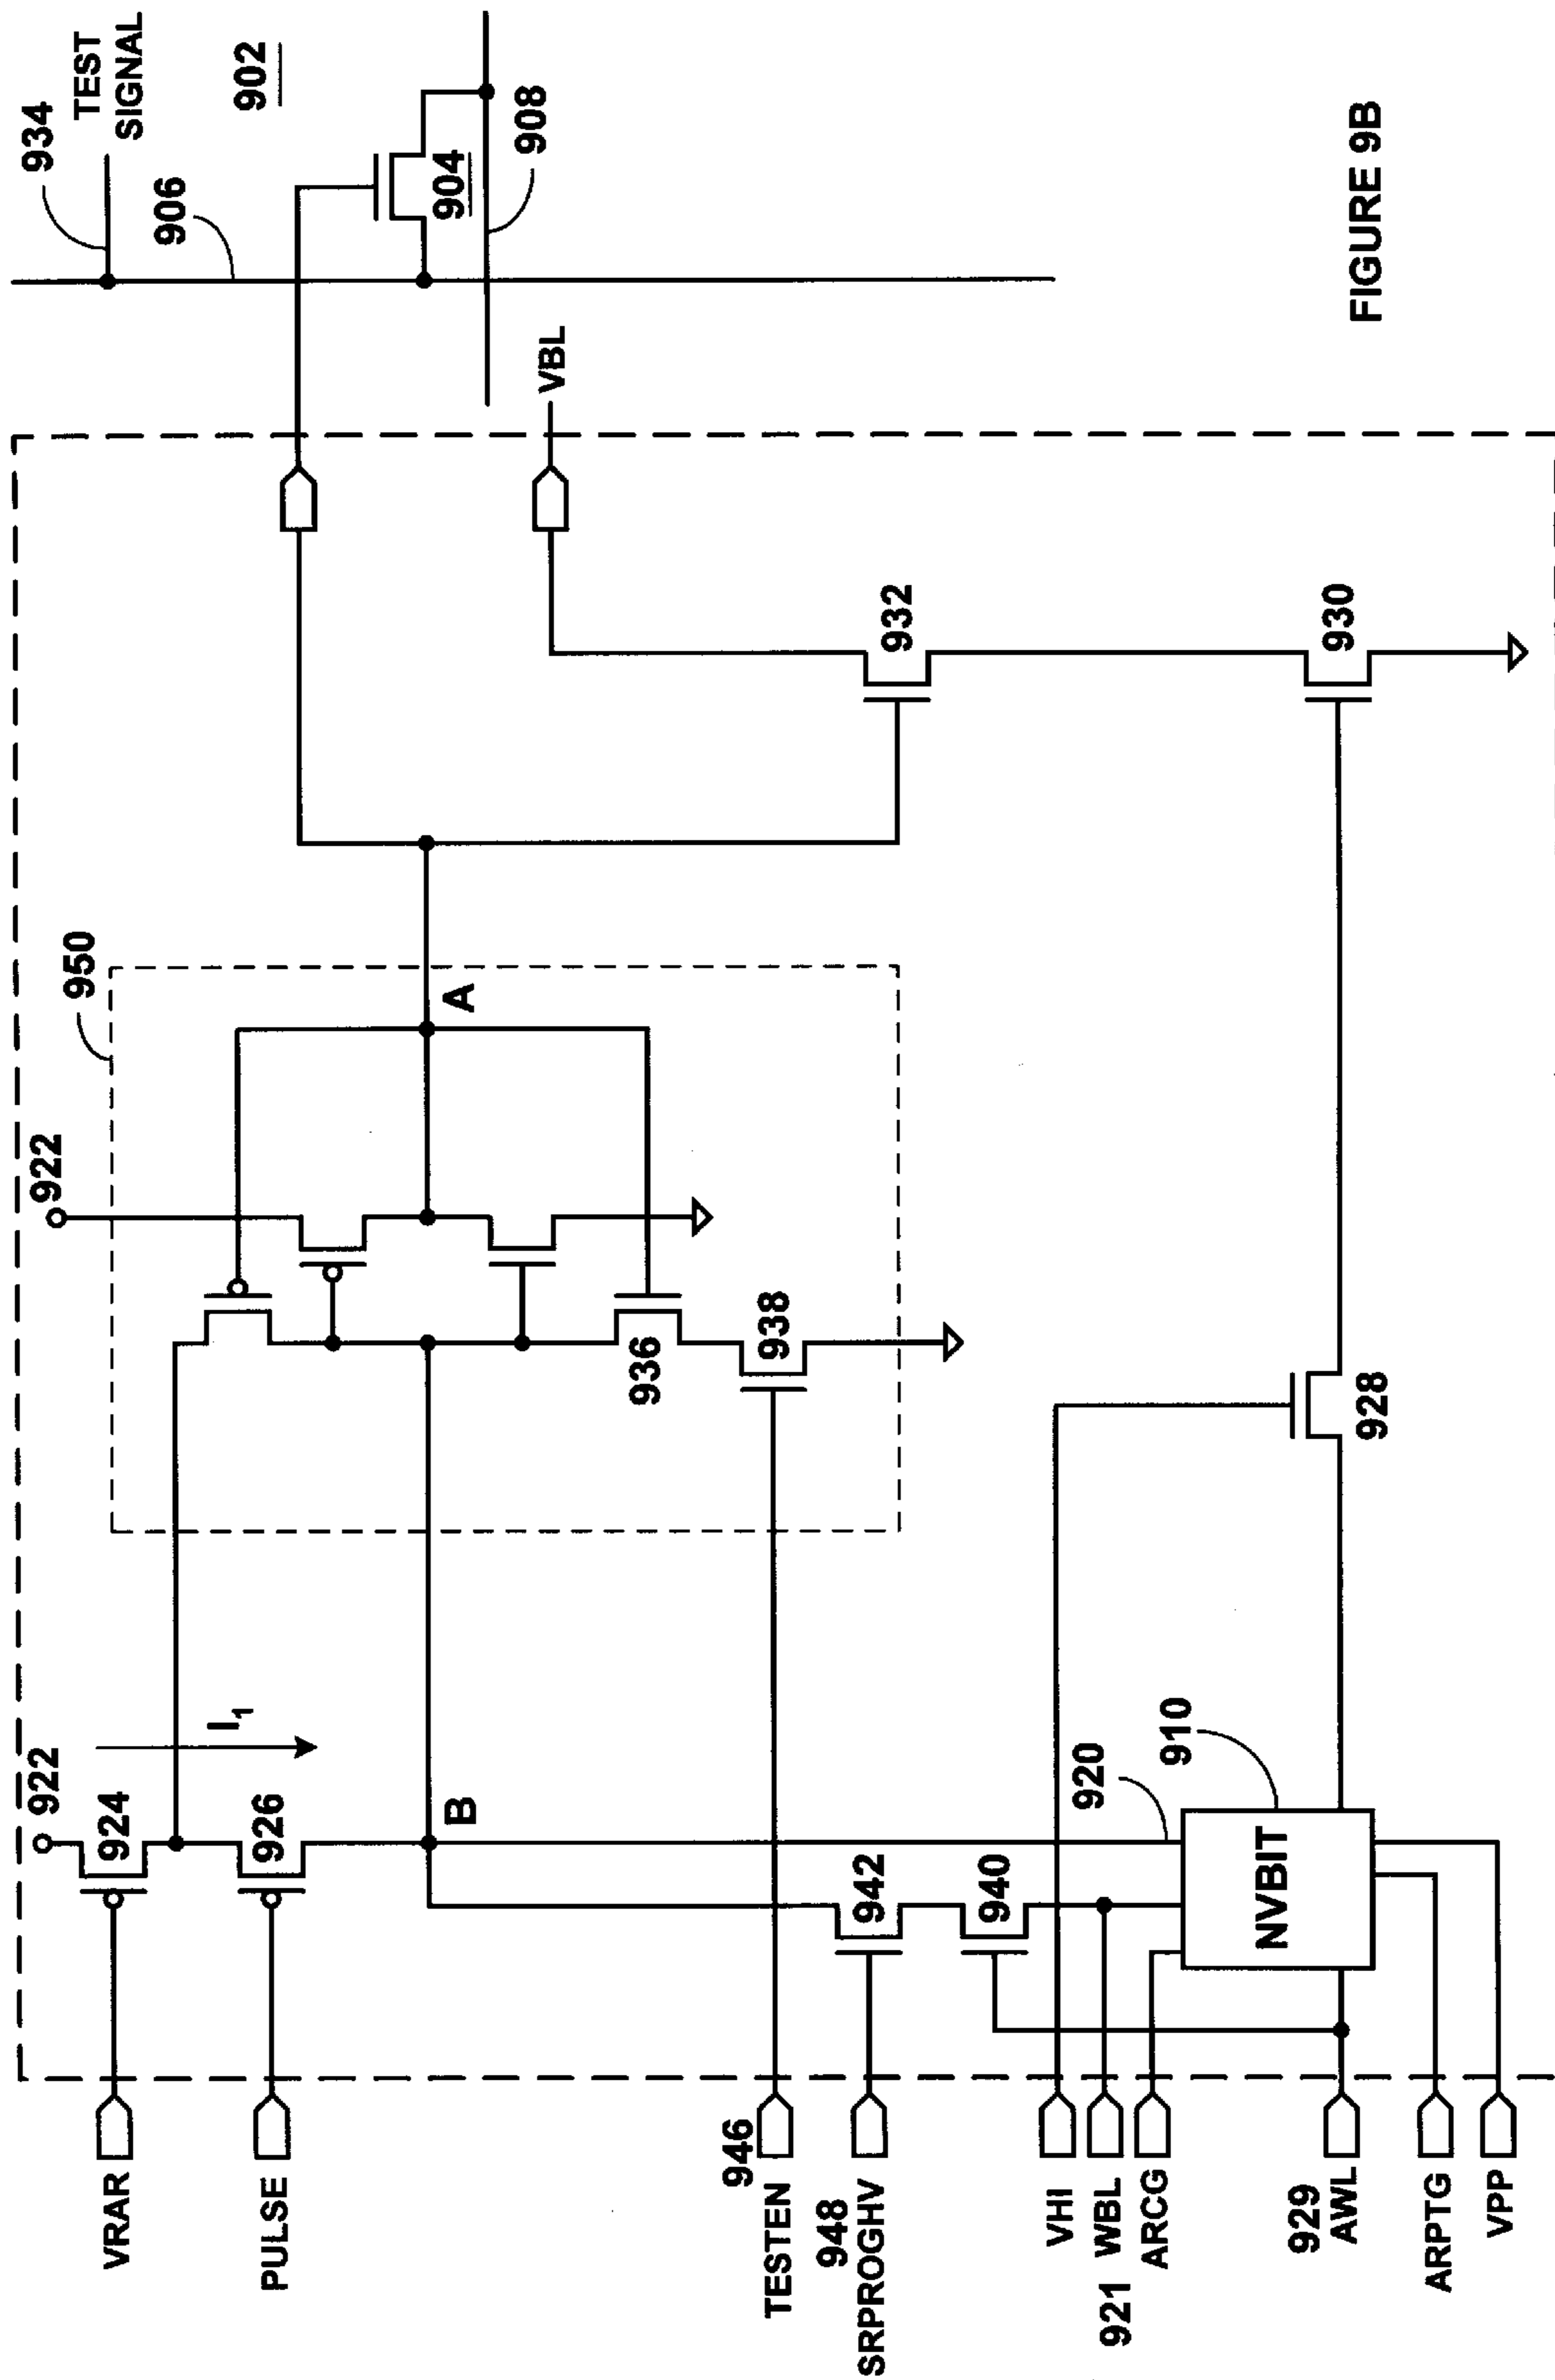 934
TEST
SIGNAL
902
906
904
908
VBL
932
930
950
922
A
936
938
928
922
924
I1
926
B
942
940
920
910
NVBIT
VRAR
PULSE
946
TESTEN
948
SRPROGHV
VHI
921 WBL
ARCG
929
AWL
ARPTG
VPP
FIGURE 9B